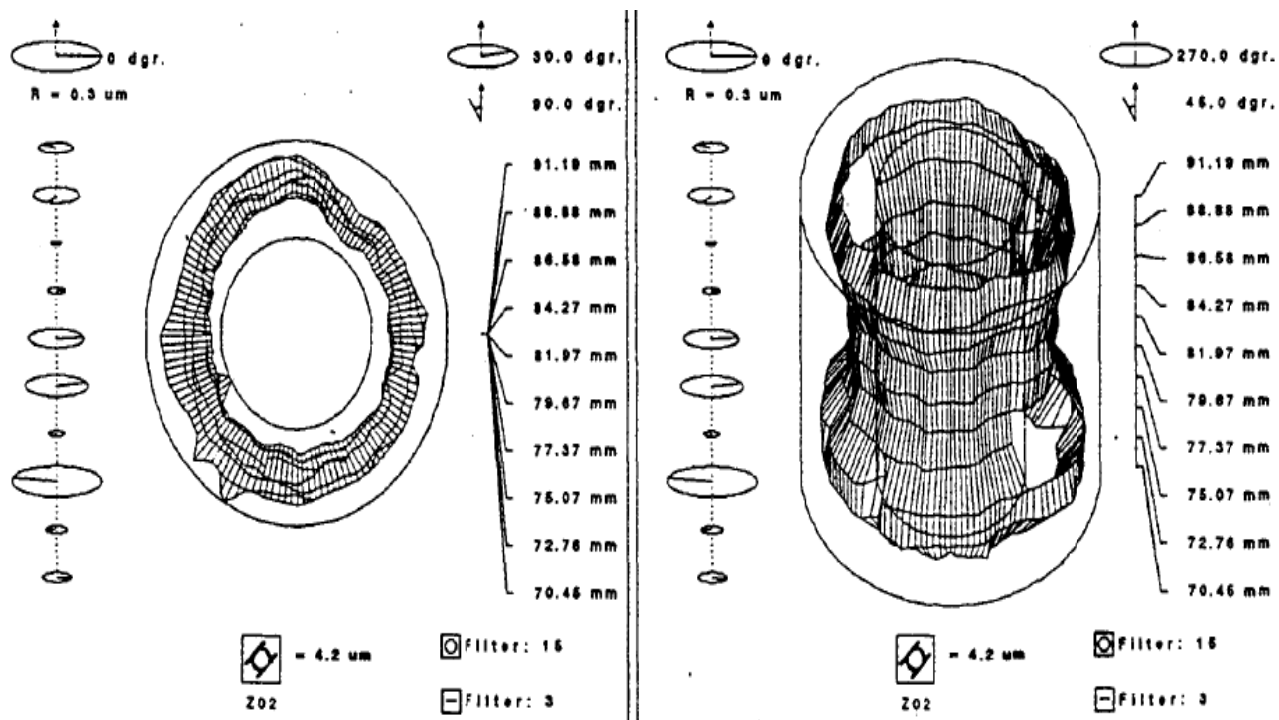 0 dgr.
30.0 dgr.
R = 0.3 um
90.0 dgr.
91.19 mm
88.88 mm
86.58 mm
84.27 mm
81.97 mm
79.67 mm
77.37 mm
75.07 mm
72.76 mm
70.46 mm
= 4.2 um
Filter: 15
Z02
Filter: 3
0 dgr.
270.0 dgr.
R = 0.3 um
45.0 dgr.
91.19 mm
88.88 mm
86.58 mm
84.27 mm
81.97 mm
79.67 mm
77.37 mm
75.07 mm
72.76 mm
70.46 mm
= 4.2 um
Filter: 15
Z02
Filter: 3